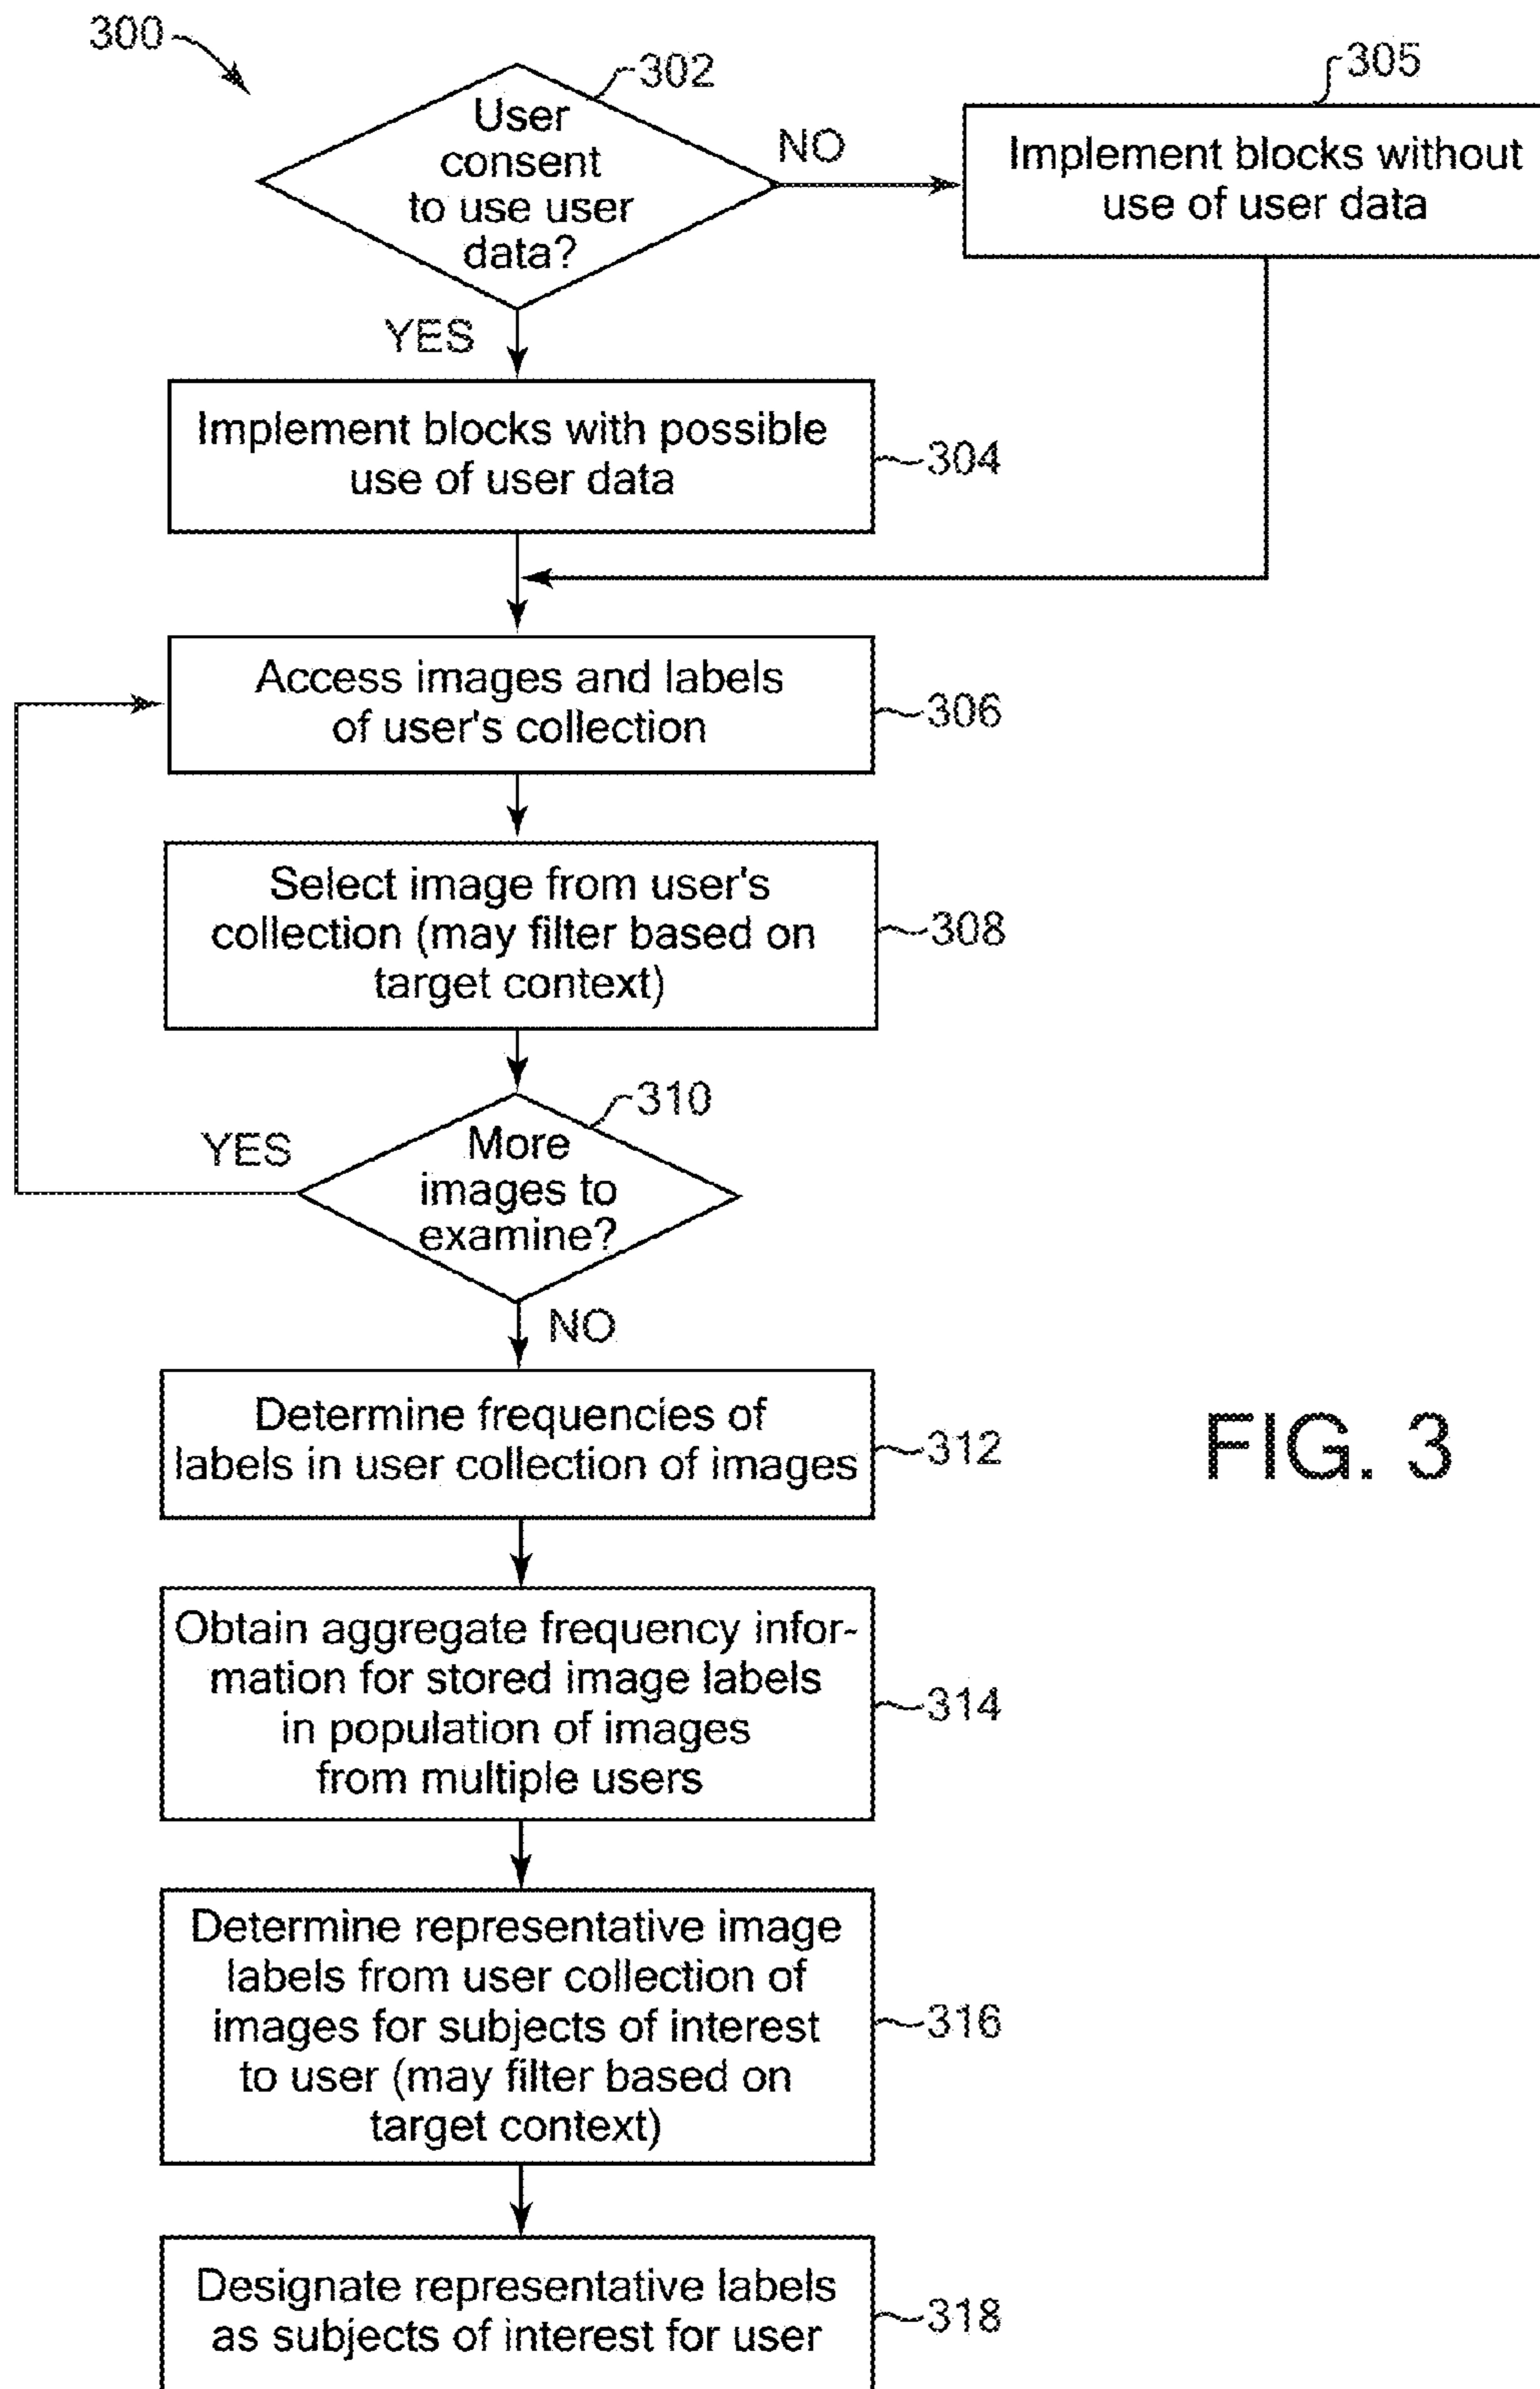 300
302
305
User
consent
to use user
data?
NO
Implement blocks without
use of user data
YES
Implement blocks with possible
use of user data
304
Access images and labels
of user's collection
306
Select image from user's
collection (may filter based on
target context)
308
310
More
images to
examine?
YES
NO
Determine frequencies of
labels in user collection of images
312
FIG. 3
Obtain aggregate frequency infor-
mation for stored image labels
in population of images
from multiple users
314
Determine representative image
labels from user collection of
images for subjects of interest
to user (may filter based on
target context)
316
Designate representative labels
as subjects of interest for user
318